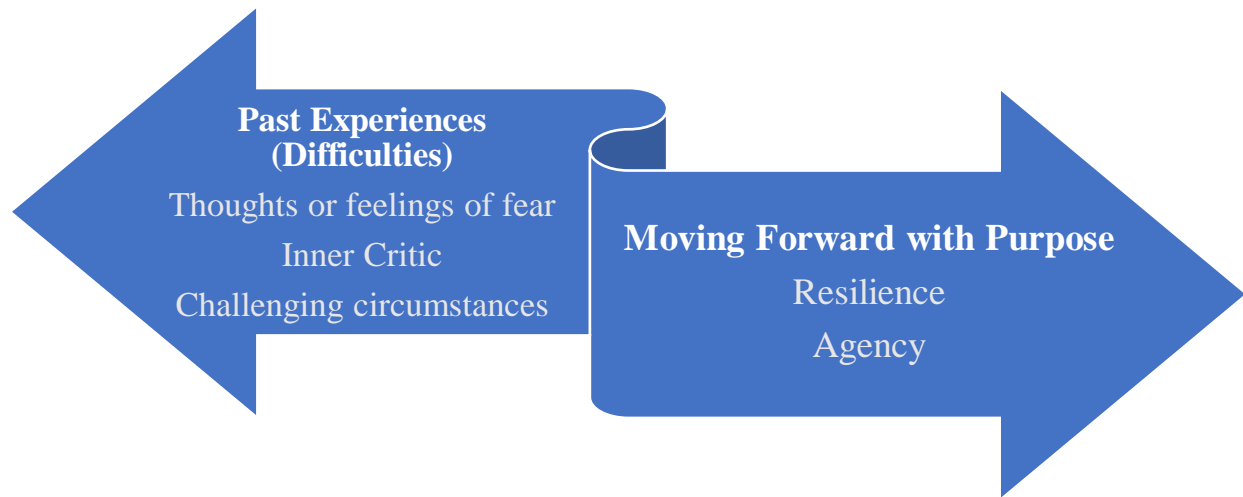 Past Experiences
(Difficulties)
Thoughts or feelings of fear
Inner Critic
Challenging circumstances
Moving Forward with Purpose
Resilience
Agency